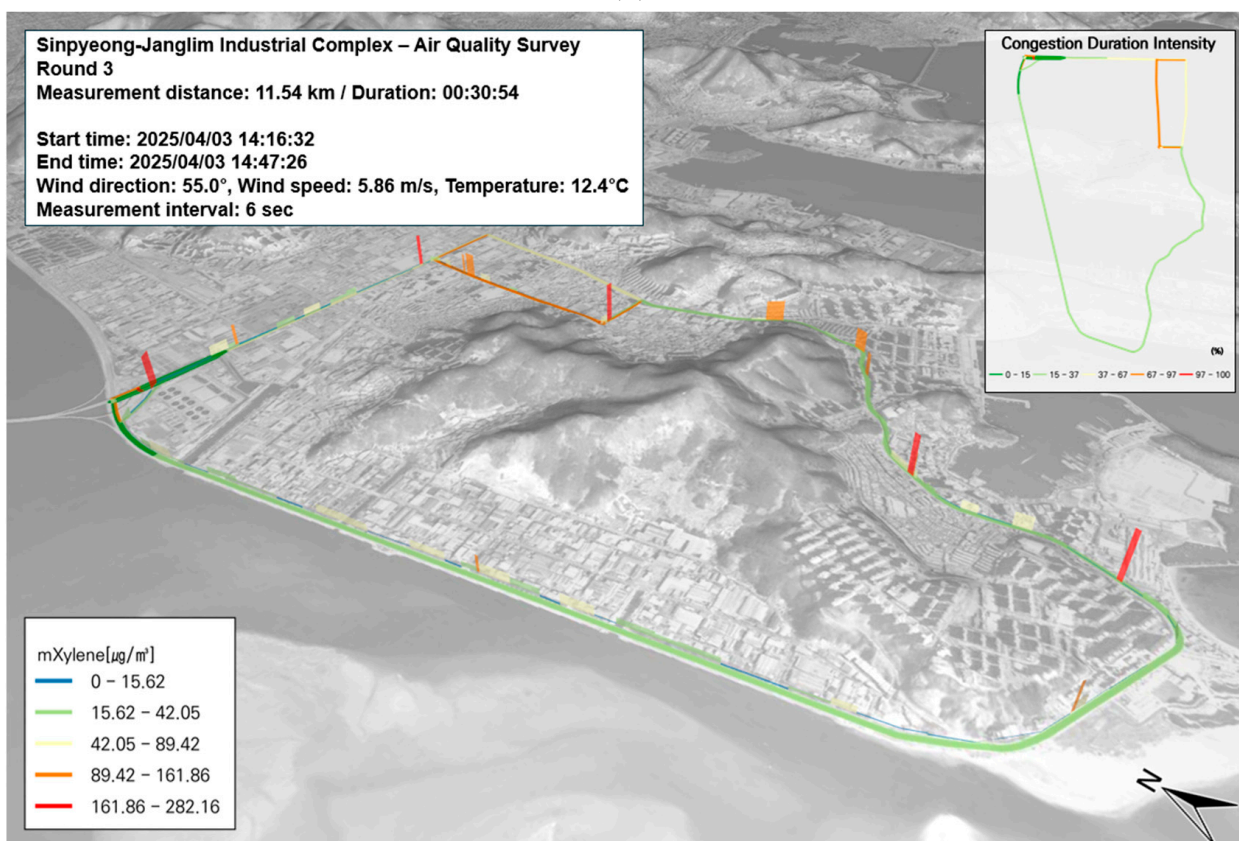 Sinpyeong-Janglim Industrial Complex – Air Quality Survey
Round 3
Measurement distance: 11.54 km / Duration: 00:30:54
Start time: 2025/04/03 14:16:32
End time: 2025/04/03 14:47:26
Wind direction: 55.0°, Wind speed: 5.86 m/s, Temperature: 12.4°C
Measurement interval: 6 sec
Congestion Duration Intensity
(%)
0 - 15 15 - 37 37 - 67 67 - 97 97 - 100
mXylene[㎍/㎥]
0 - 15.62
15.62 - 42.05
42.05 - 89.42
89.42 - 161.86
161.86 - 282.16
N